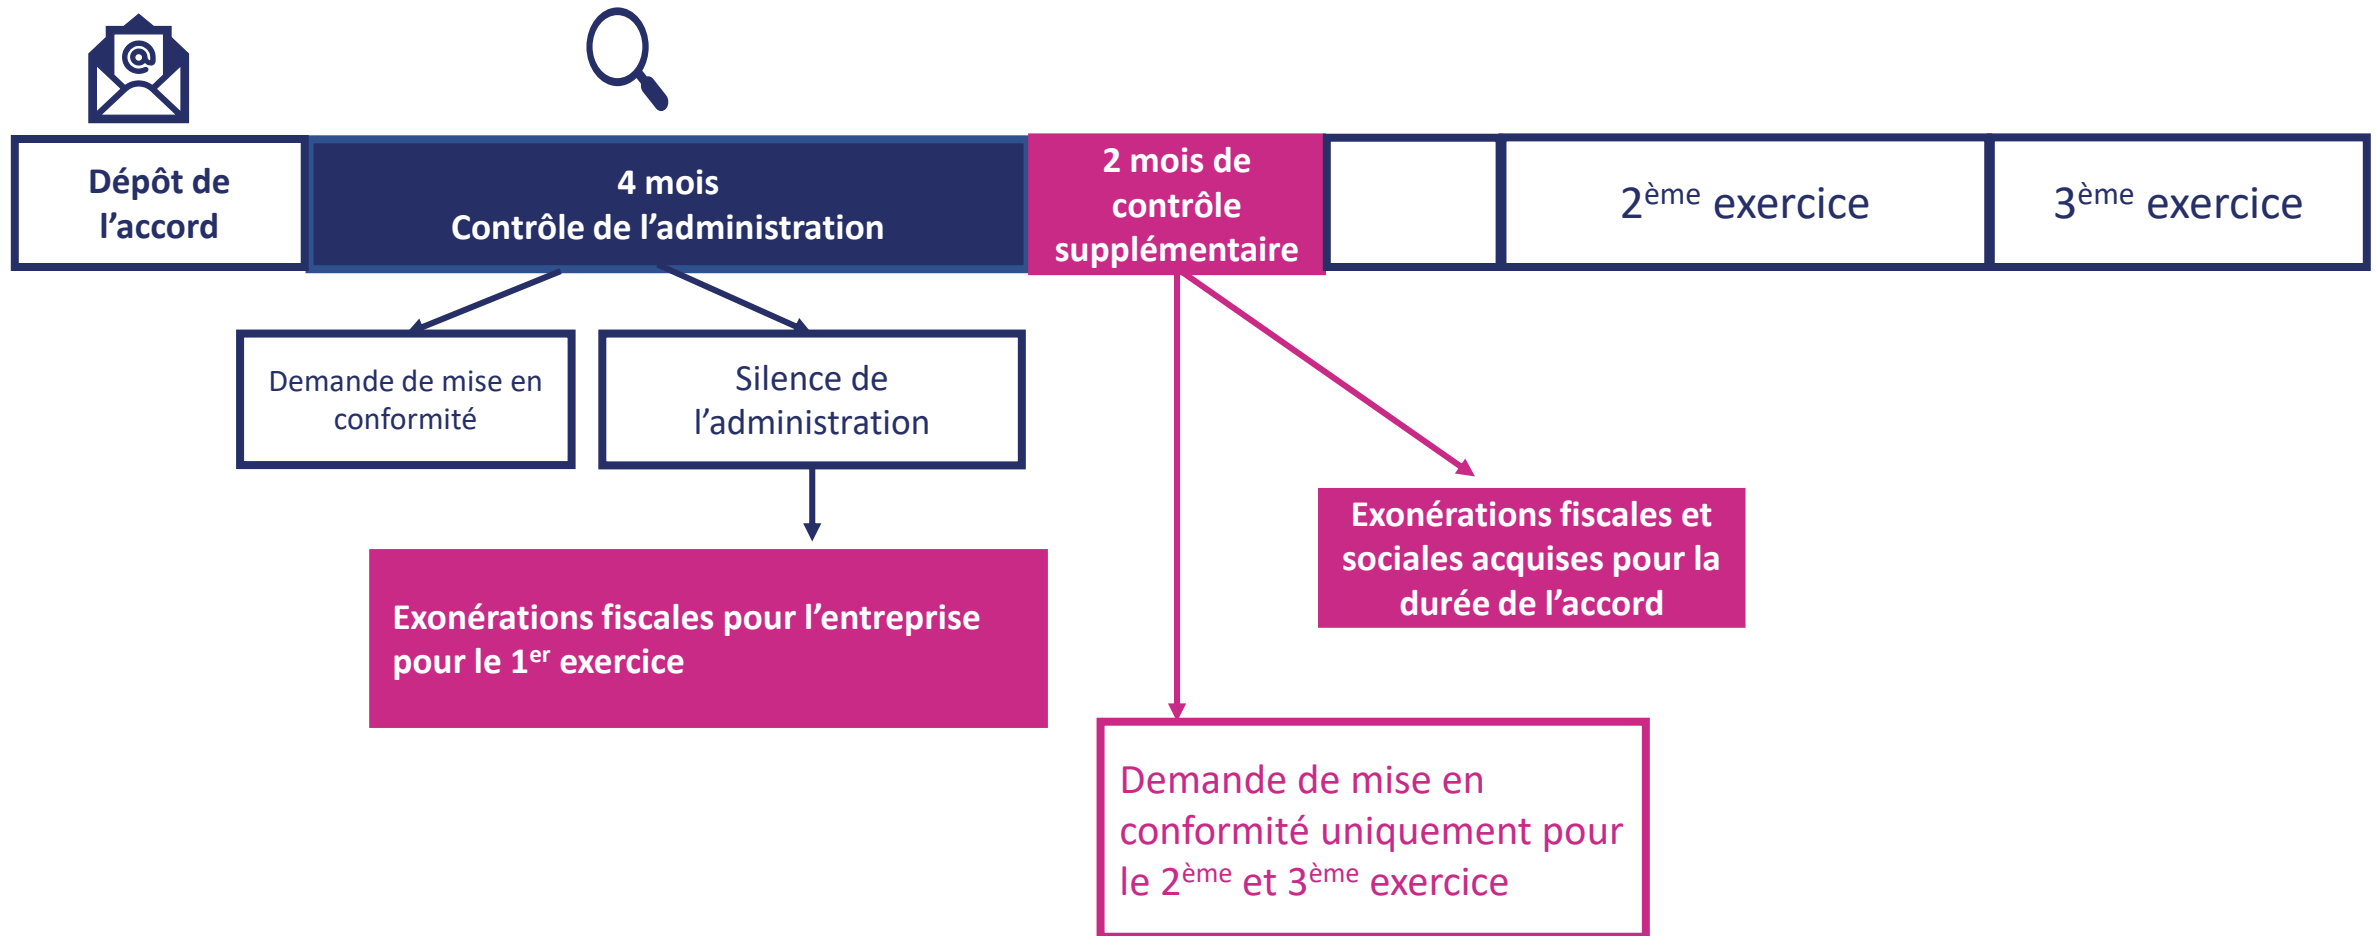 Dépôt de
l’accord
4 mois
Contrôle de l’administration
2 mois de
contrôle
supplémentaire
2ème exercice
3ème exercice
Demande de mise en
conformité
Silence de
l’administration
Exonérations fiscales pour l’entreprise
pour le 1er exercice
Exonérations fiscales et
sociales acquises pour la
durée de l’accord
Demande de mise en
conformité uniquement pour
le 2ème et 3ème exercice